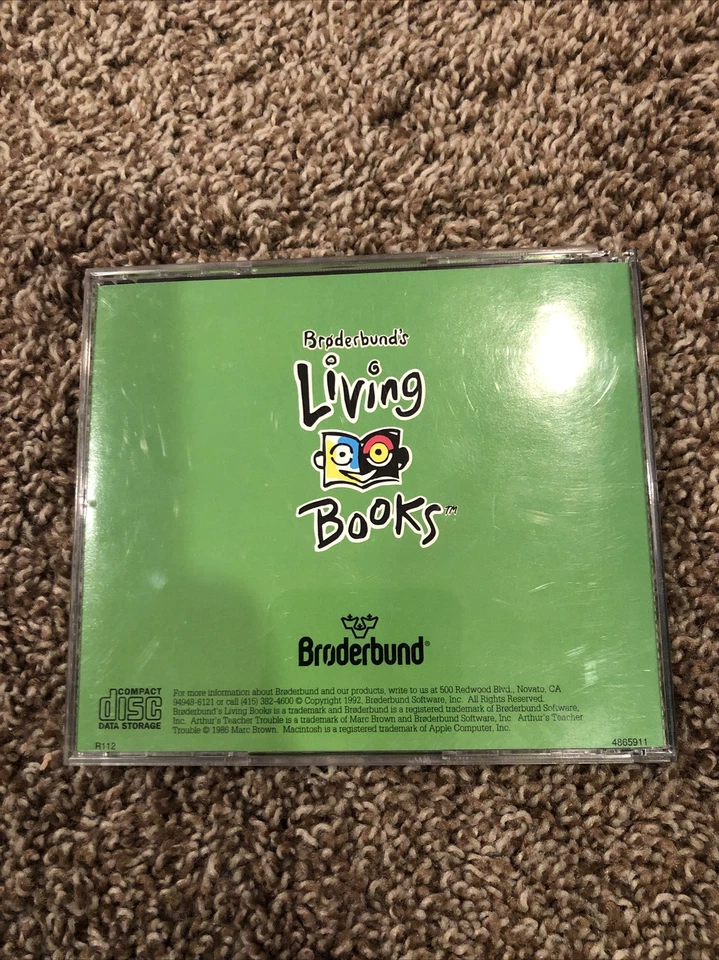 Brøderbund's
Living
Books™
Brøderbund®
COMPACT
disc
DATA STORAGE
For more information about Brøderbund and our products, write to us at 500 Redwood Blvd., Novato, CA
94948-6121 or call (415) 382-4600 © Copyright 1992, Brøderbund Software, Inc. All Rights Reserved.
Brøderbund's Living Books is a trademark and Brøderbund is a registered trademark of Brøderbund Software,
Inc. Arthur's Teacher Trouble is a trademark of Marc Brown and Brøderbund Software, Inc. Arthur's Teacher
Trouble © 1986 Marc Brown. Macintosh is a registered trademark of Apple Computer, Inc.
R112
4865911